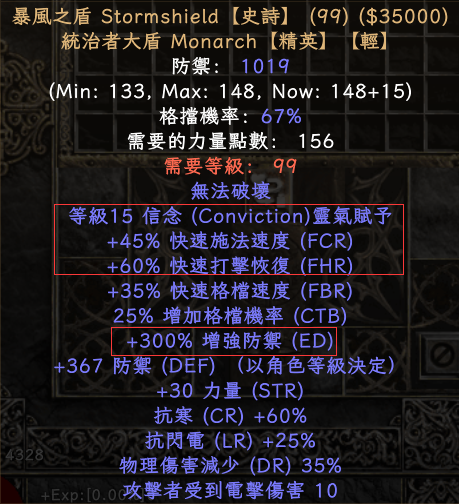 暴風之盾 Stormshield【史詩】 (99) ($35000)
統治者大盾 Monarch【精英】【輕】
防禦： 1019
(Min: 133, Max: 148, Now: 148+15)
格擋機率：67%
需要的力量點數： 156
需要等級： 99
無法破壞
等級15 信念 (Conviction)靈氣賦予
+45% 快速施法速度 (FCR)
+60% 快速打擊恢復 (FHR)
+35% 快速格檔速度 (FBR)
25% 增加格檔機率 (CTB)
+300% 增強防禦 (ED)
+367 防禦 (DEF) （以角色等級決定）
+30 力量 (STR)
抗寒 (CR) +60%
抗閃電 (LR) +25%
物理傷害減少 (DR) 35%
4328
攻擊者受到電擊傷害 10
+Exp:[0.00